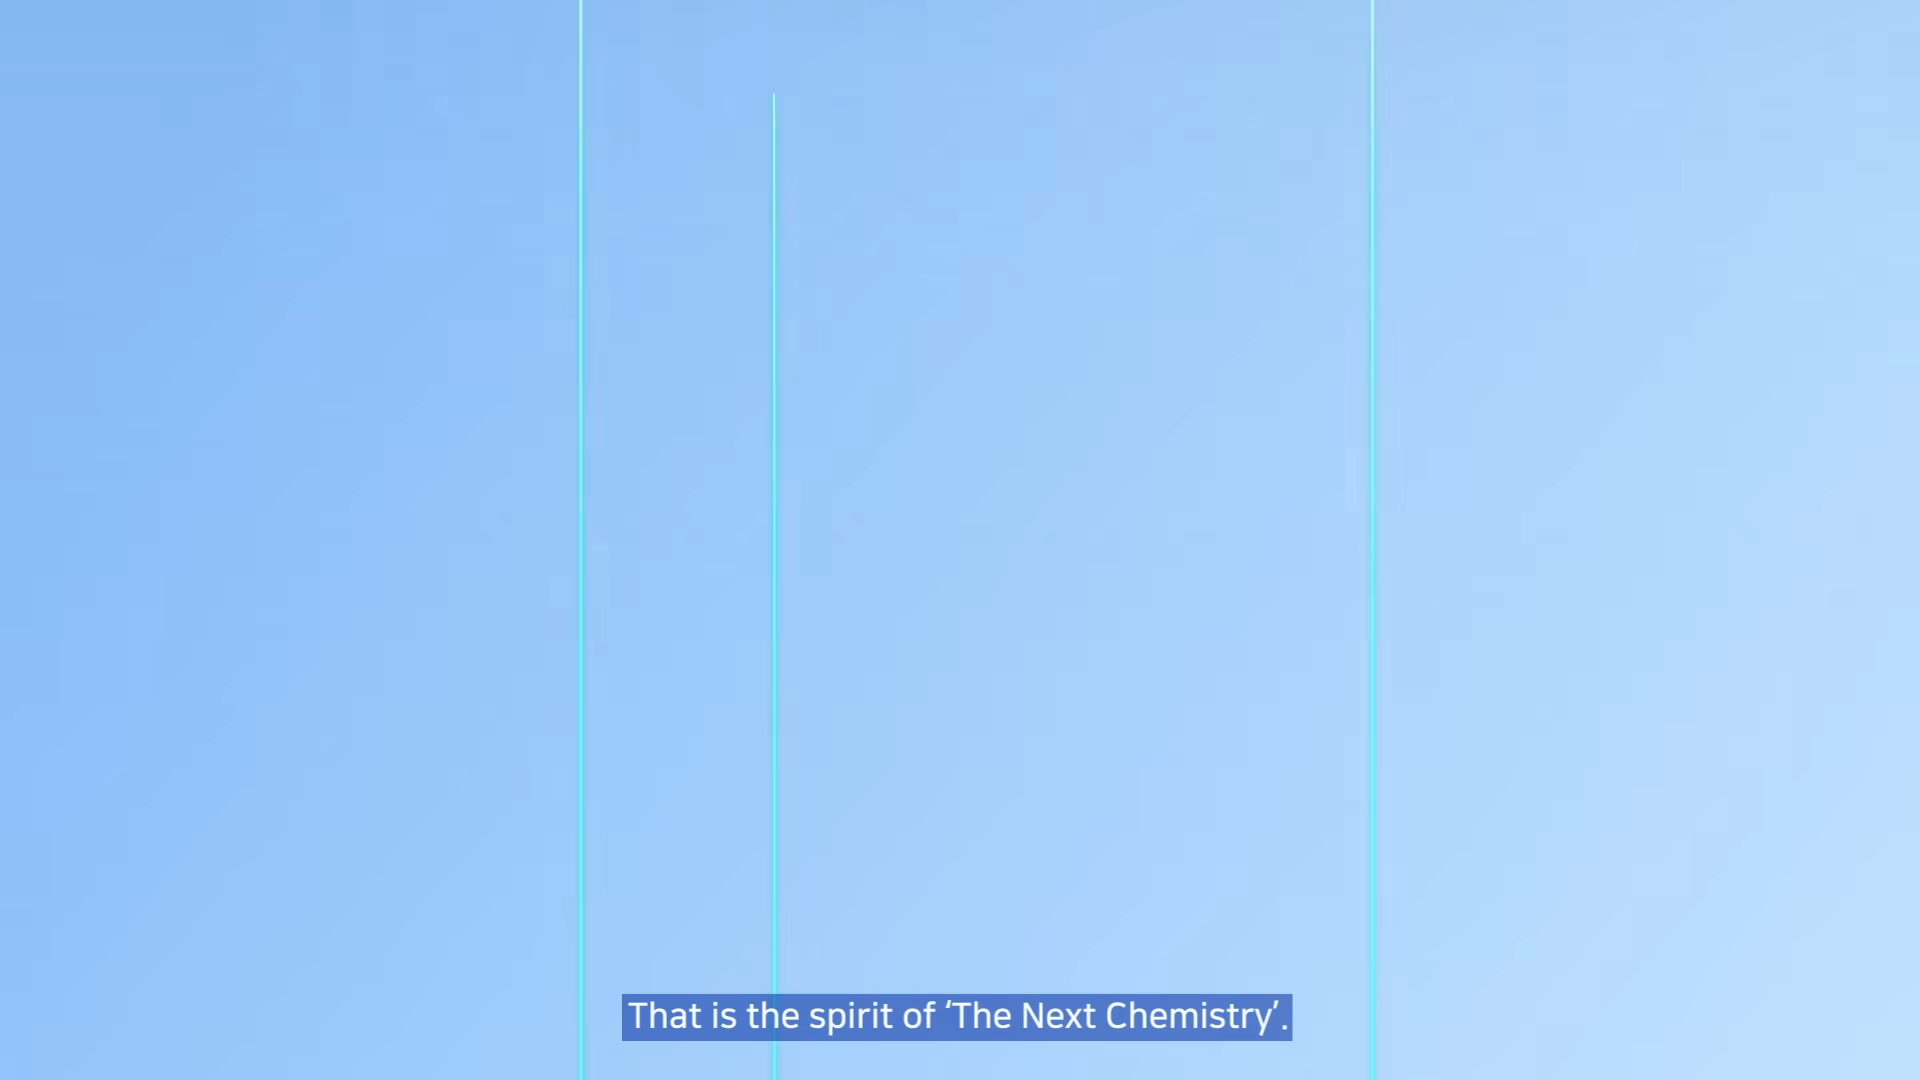 That is the spirit of ‘The Next Chemistry’.